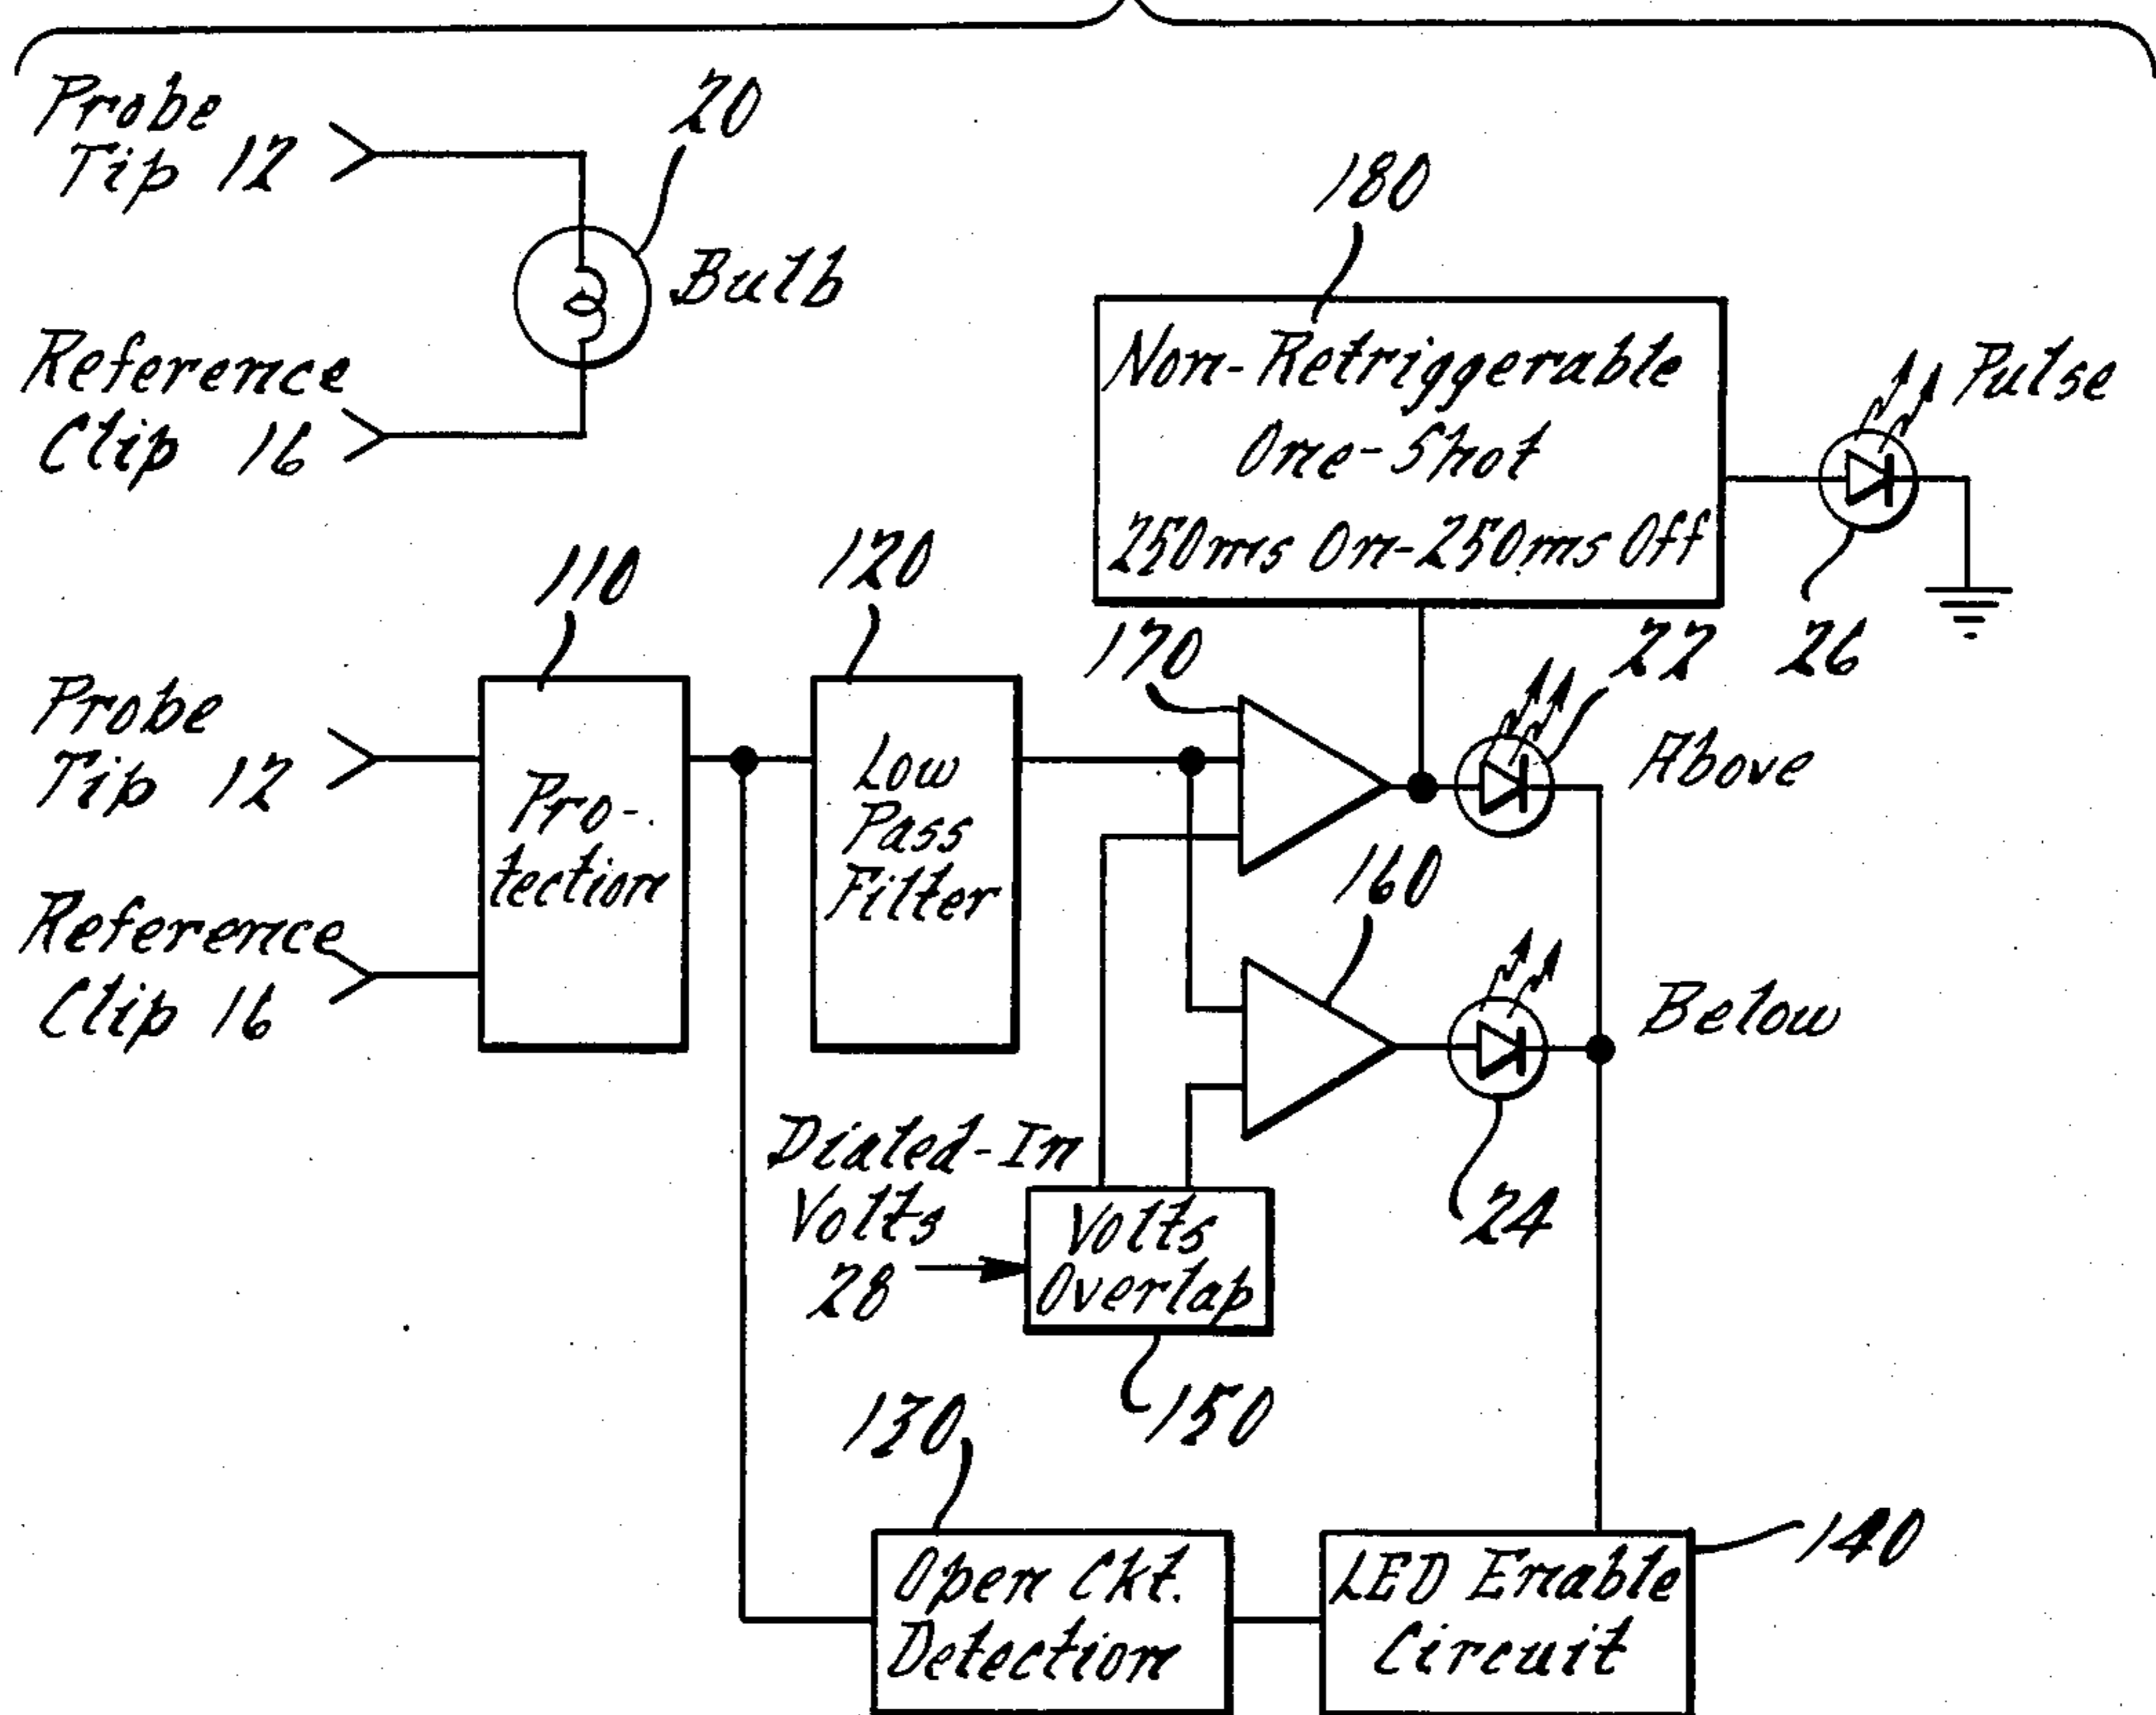 Probe
Tip 12
20
Bulb
Reference
Clip 16
180
Non-Retriggerable
One-Shot
250ms On-250ms Off
Pulse
26
110
120
170
22
Probe
Tip 12
Reference
Clip 16
Pro-
tection
Low
Pass
Filter
Above
160
Below
24
Dialed-In
Volts
28
Volts
Overlap
150
130
Open Ckt.
Detection
LED Enable
Circuit
140